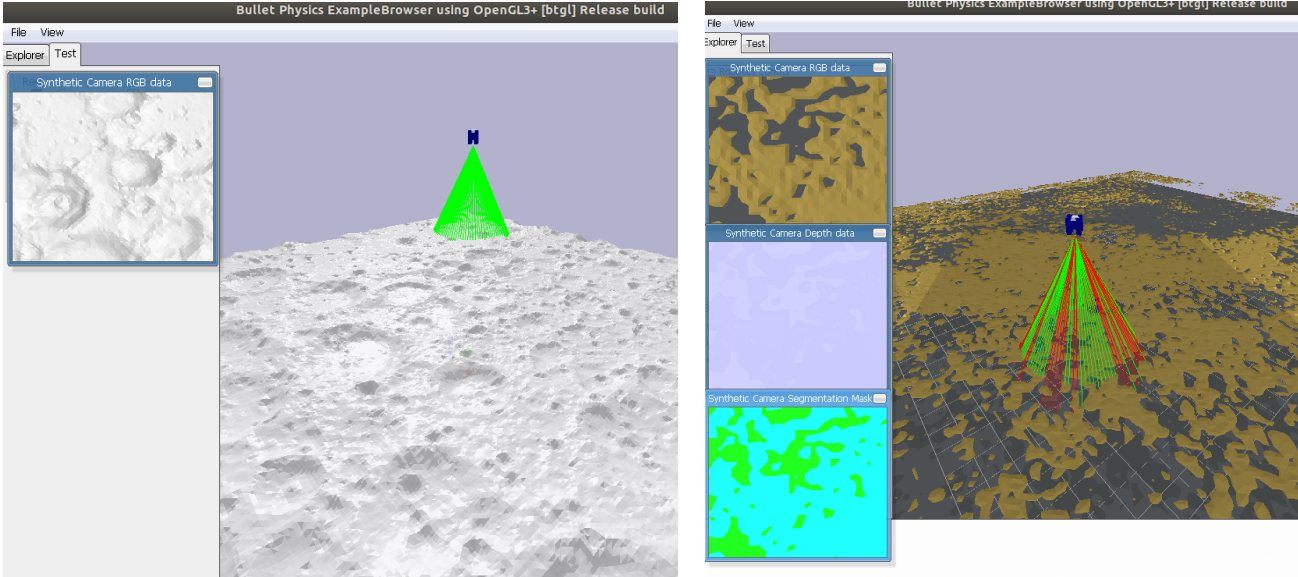 Bullet Physics ExampleBrowser using OpenGL3+ [btgl] Release build
File View
Explorer Test
Synthetic Camera RGB data
Bullet Physics ExampleBrowser using OpenGL3+ [btgl] Release build
File View
Explorer Test
Synthetic Camera RGB data
Synthetic Camera Depth data
Synthetic Camera Segmentation Mask